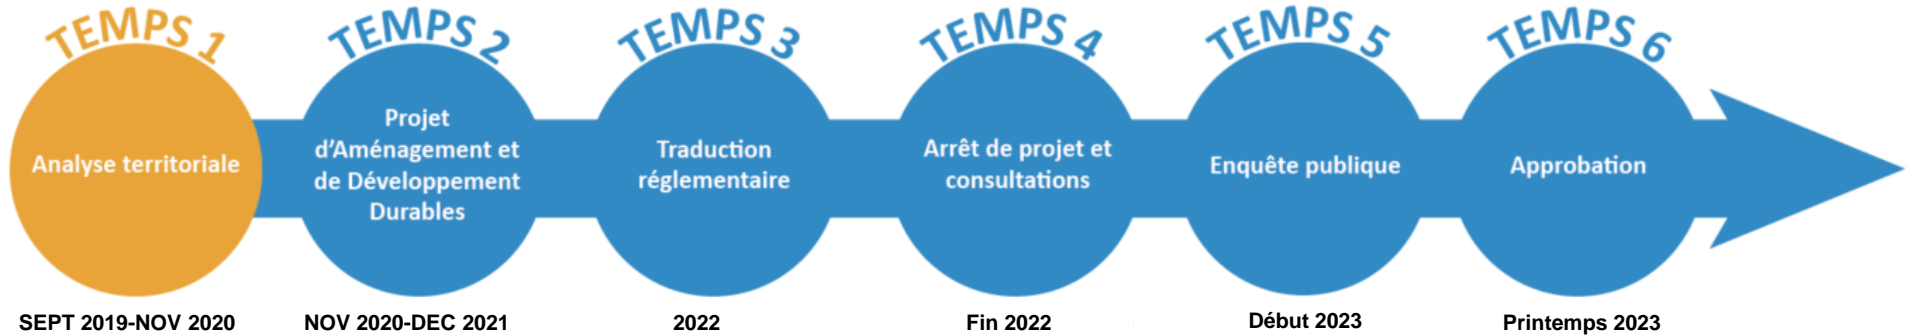 TEMPS 1
Analyse territoriale
SEPT 2019-NOV 2020
TEMPS 2
Projet
d'Aménagement et
de Développement
Durables
NOV 2020-DEC 2021
TEMPS 3
Traduction
réglementaire
2022
TEMPS 4
Arrêt de projet et
consultations
Fin 2022
TEMPS 5
Enquête publique
Début 2023
TEMPS 6
Approbation
Printemps 2023